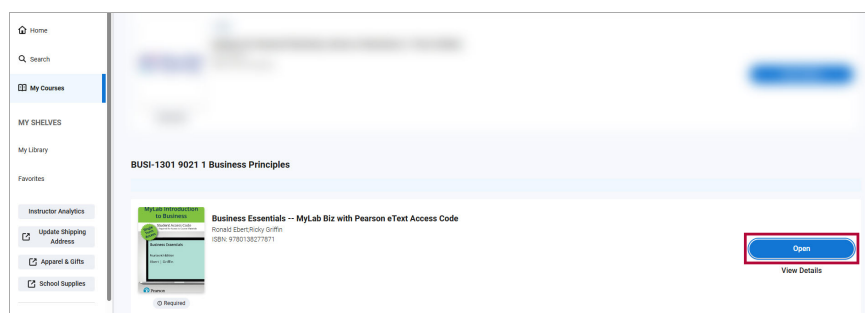 Home
Search
My Courses
MY SHELVES
My Library
Favorites
Instructor Analytics
Update Shipping
Address
Apparel & Gifts
School Supplies
BUSI-1301 9021 1 Business Principles
MyLab Introduction
to Business
Student Access Code
Business Essentials
Pearson
Required
Business Essentials -- MyLab Biz with Pearson eText Access Code
Ronald Ebert;Ricky Griffin
ISBN: 9780138277871
Open
View Details